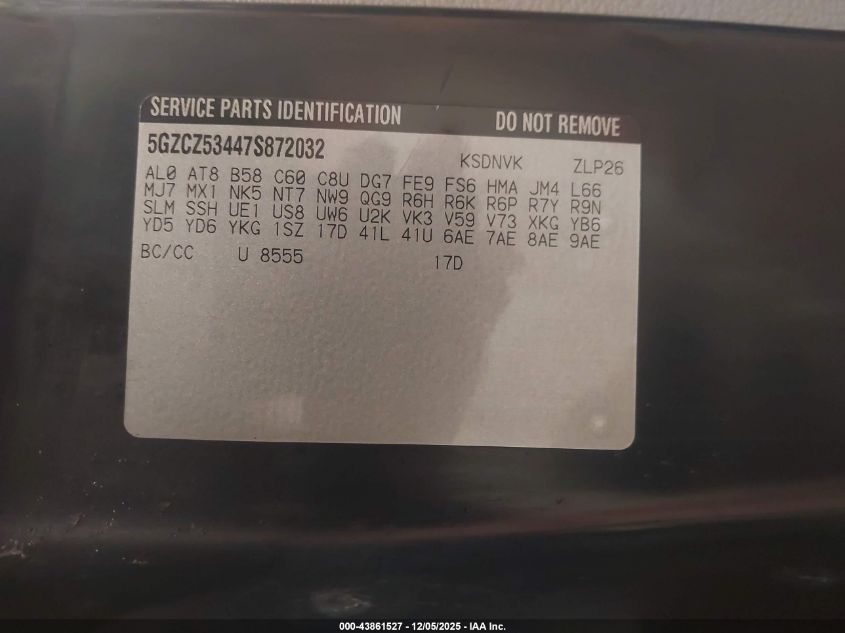 SERVICE PARTS IDENTIFICATION DO NOT REMOVE
5GZCZ53447S872032 KSDNVK ZLP26
AL0 AT8 B58 C60 C8U DG7 FE9 FS6 HMA JM4 L66
MJ7 MX1 NK5 NT7 NW9 QG9 R6H R6K R6P R7Y R9N
SLM SSH UE1 US8 UW6 U2K VK3 V59 V73 XKG YB6
YD5 YD6 YKG 1SZ 17D 41L 41U 6AE 7AE 8AE 9AE
BC/CC U 8555 17D
000-43861527 - 12/05/2025 - IAA Inc.